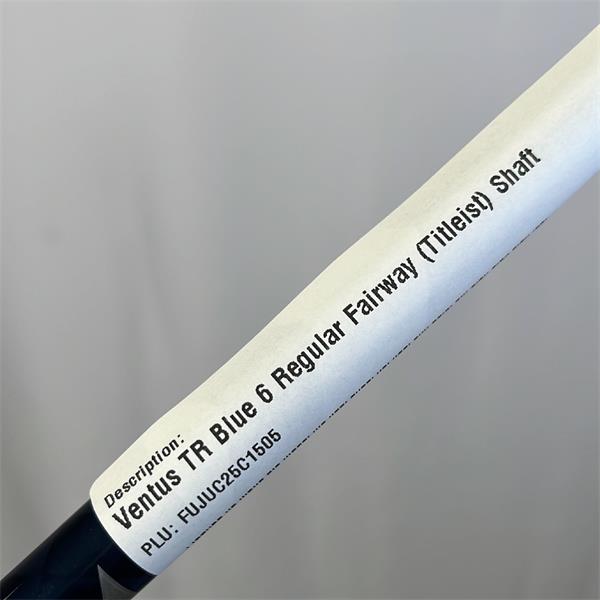 Description:
Ventus TR Blue 6 Regular Fairway (Titleist) Shaft
PLU: FUJUC25C1505